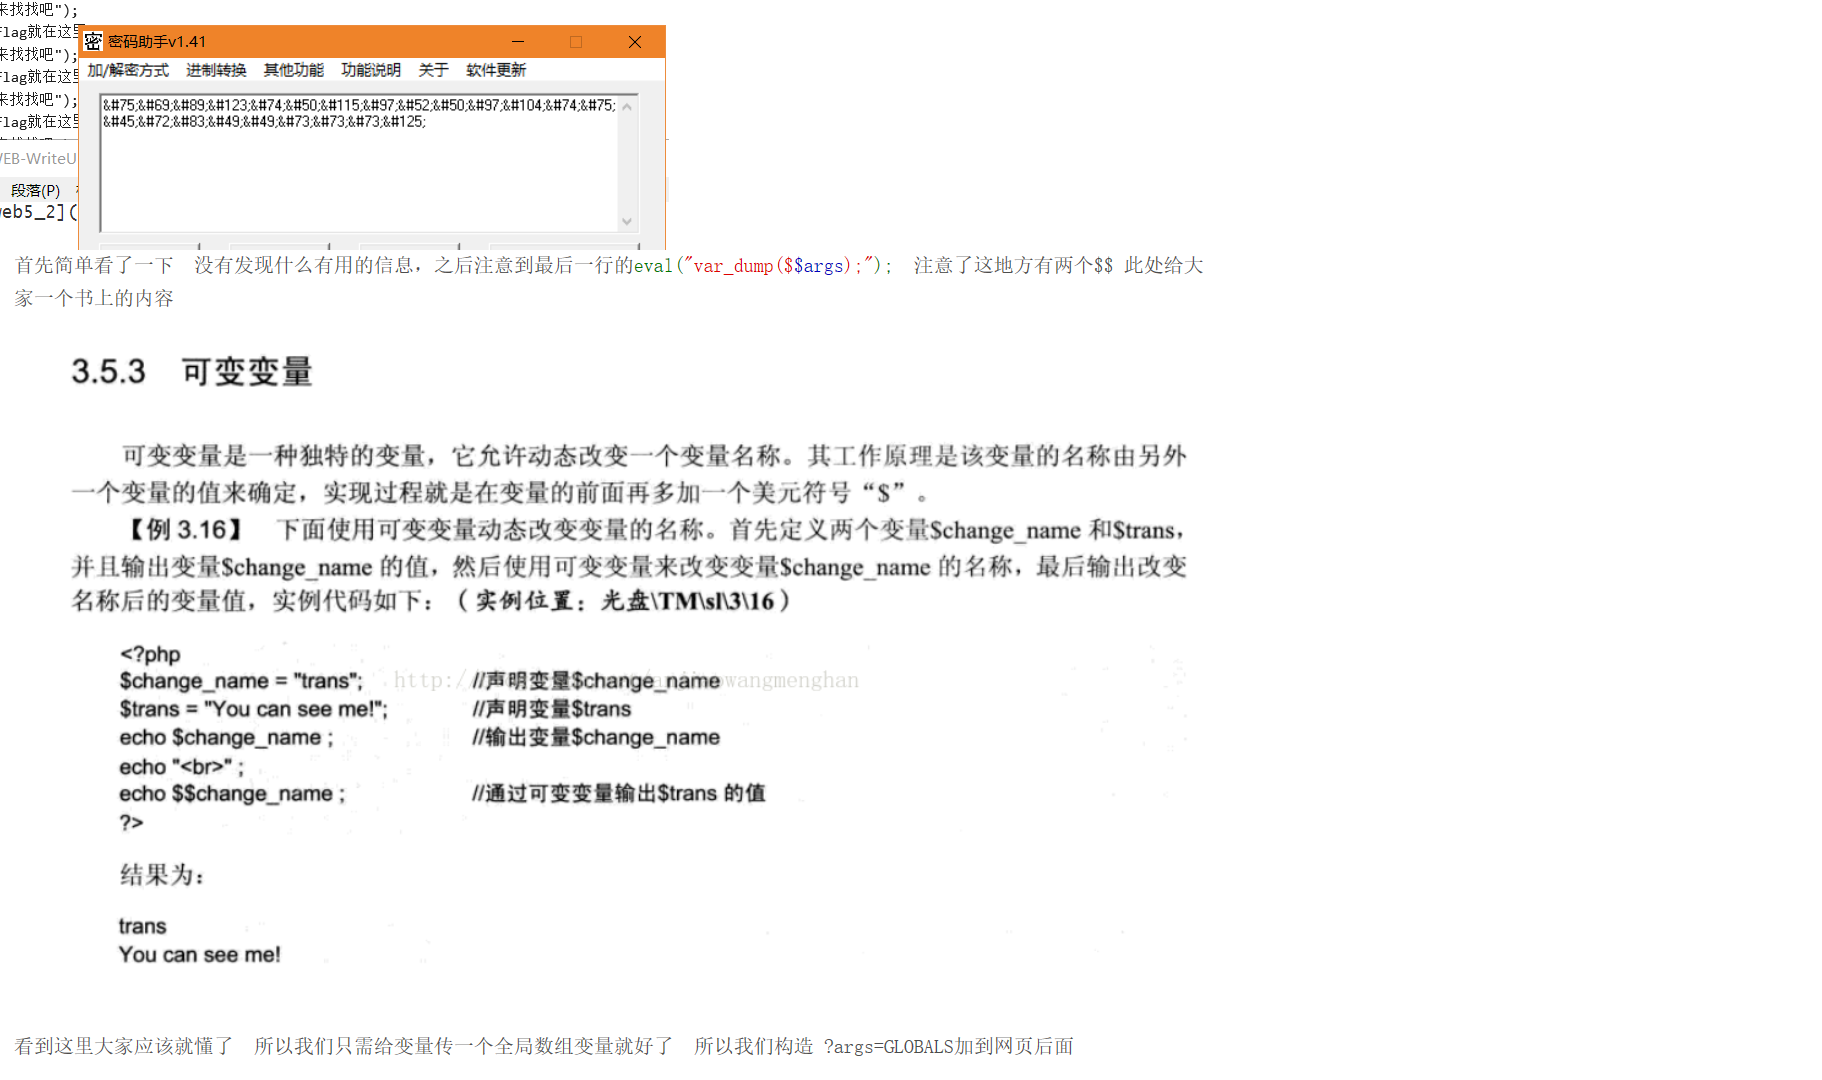 来找找吧");
flag就在这里
来找找吧");
flag就在这里
来找找吧");
flag就在这里
密 密码助手v1.41
加/解密方式 进制转换 其他功能 功能说明 关于 软件更新
&#75;&#69;&#89;&#123;&#74;&#50;&#115;&#97;&#52;&#50;&#97;&#104;&#74;&#75;
&#45;&#72;&#83;&#49;&#49;&#73;&#73;&#73;&#125;
WEB-WriteU
段落(P)
web5_2](
首先简单看了一下 没有发现什么有用的信息，之后注意到最后一行的eval("var_dump($$args);"); 注意了这地方有两个$$ 此处给大
家一个书上的内容
3.5.3 可变变量
可变变量是一种独特的变量，它允许动态改变一个变量名称。其工作原理是该变量的名称由另外
一个变量的值来确定，实现过程就是在变量的前面再多加一个美元符号“$”。
【例 3.16】 下面使用可变变量动态改变变量的名称。首先定义两个变量$change_name 和$trans，
并且输出变量$change_name 的值，然后使用可变变量来改变变量$change_name 的名称，最后输出改变
名称后的变量值，实例代码如下：（实例位置：光盘\TM\sl\3\16）
<?php
$change_name = "trans"; //声明变量$change_name
$trans = "You can see me!"; //声明变量$trans
echo $change_name ; //输出变量$change_name
echo "<br>" ;
echo $$change_name ; //通过可变变量输出$trans 的值
?>
结果为：
trans
You can see me!
看到这里大家应该就懂了 所以我们只需给变量传一个全局数组变量就好了 所以我们构造 ?args=GLOBALS加到网页后面